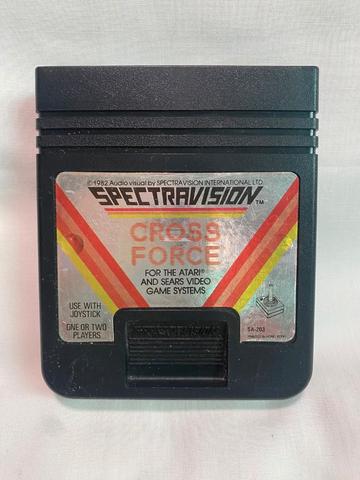 ©1982 Audio visual by SPECTRAVISION INTERNATIONAL LTD.
SPECTRAVISION™
CROSS
FORCE
FOR THE ATARI®
AND SEARS VIDEO
GAME SYSTEMS
USE WITH
JOYSTICK
ONE OR TWO
PLAYERS
SA-203
SPECTRAVISION